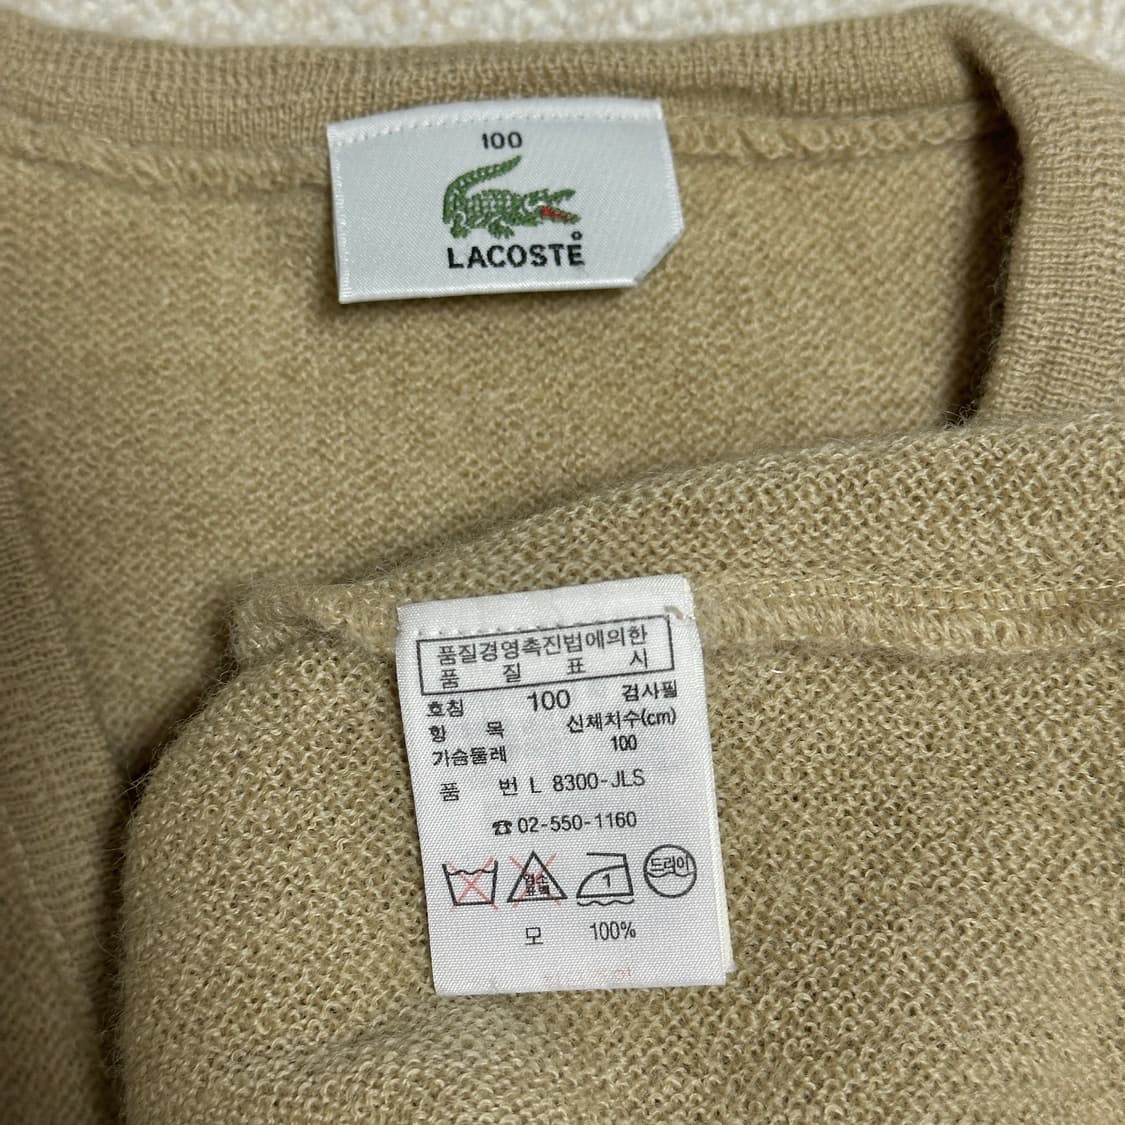 100
LACOSTE
품질경영촉진법에의한
품 질 표 시
호칭 100 검사필
항 목 신체치수(cm)
가슴둘레 100
품 번 L 8300-JLS
☎02-550-1160
1 드라이
모 100%